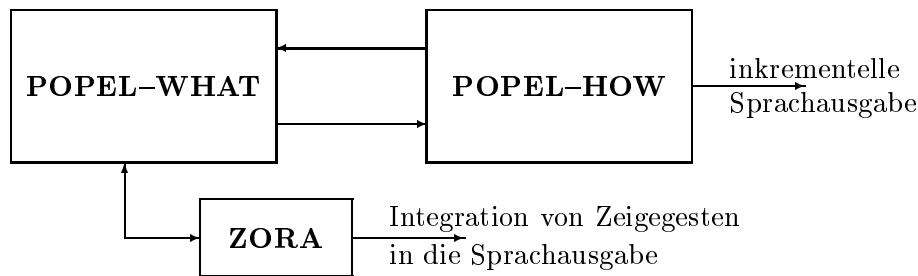 POPEL–WHAT
POPEL–HOW
inkrementelle
Sprachausgabe
ZORA
Integration von Zeigegesten
in die Sprachausgabe